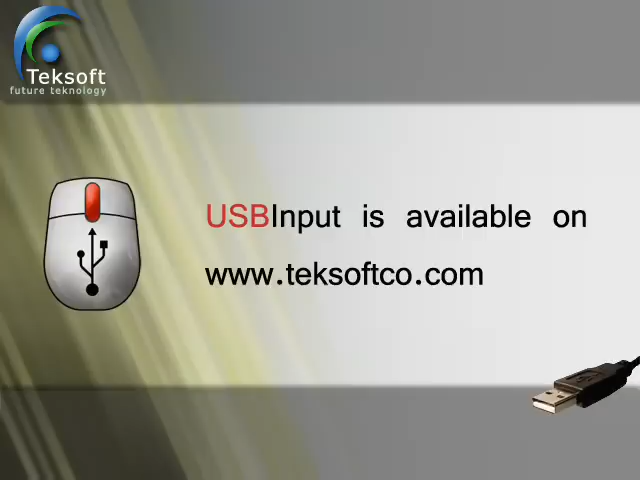 Teksoft
future teknology
USBInput is available on
www.teksoftco.com